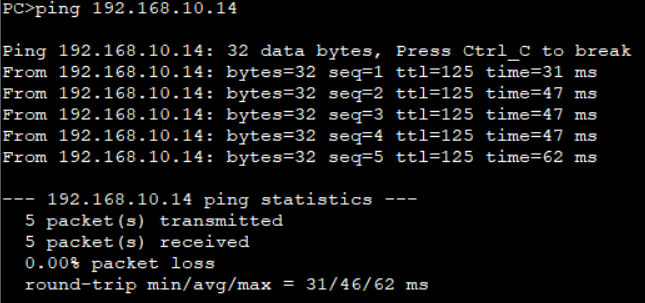 PC>ping 192.168.10.14
Ping 192.168.10.14: 32 data bytes, Press Ctrl_C to break
From 192.168.10.14: bytes=32 seq=1 ttl=125 time=31 ms
From 192.168.10.14: bytes=32 seq=2 ttl=125 time=47 ms
From 192.168.10.14: bytes=32 seq=3 ttl=125 time=47 ms
From 192.168.10.14: bytes=32 seq=4 ttl=125 time=47 ms
From 192.168.10.14: bytes=32 seq=5 ttl=125 time=62 ms
--- 192.168.10.14 ping statistics ---
5 packet(s) transmitted
5 packet(s) received
0.00% packet loss
round-trip min/avg/max = 31/46/62 ms